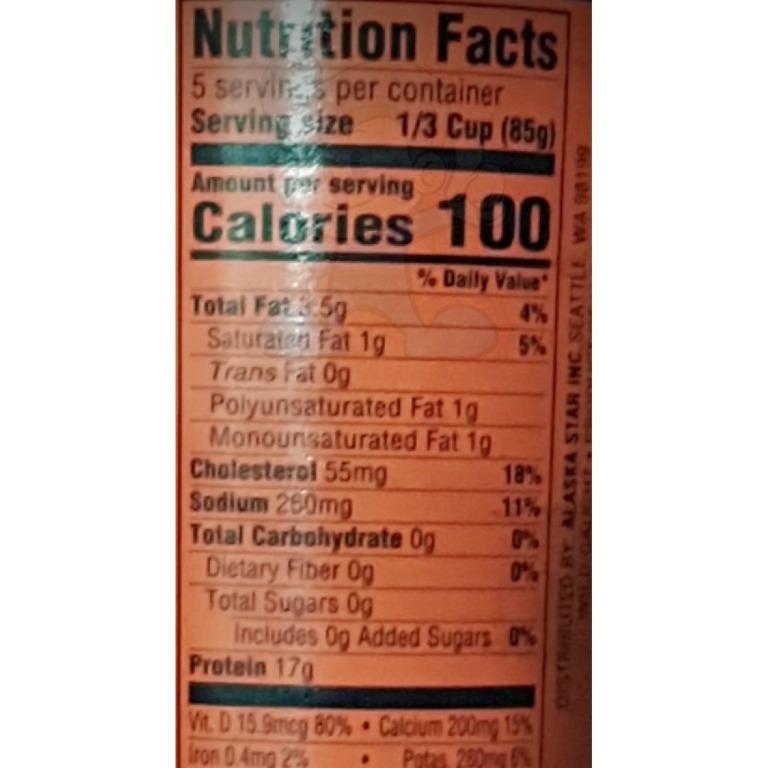 Nutrition Facts
5 servings per container
Serving size 1/3 Cup (85g)
Amount per serving
Calories 100
% Daily Value*
Total Fat 3.5g 4%
Saturated Fat 1g 5%
Trans Fat 0g
Polyunsaturated Fat 1g
Monounsaturated Fat 1g
Cholesterol 55mg 18%
Sodium 260mg 11%
Total Carbohydrate 0g 0%
Dietary Fiber 0g 0%
Total Sugars 0g
Includes 0g Added Sugars 0%
Protein 17g
Vit. D 15.9mcg 80% • Calcium 200mg 15%
Iron 0.4mg 2% • Potas. 280mg 6%
DISTRIBUTED BY ALASKA STAR INC. SEATTLE, WA 98199